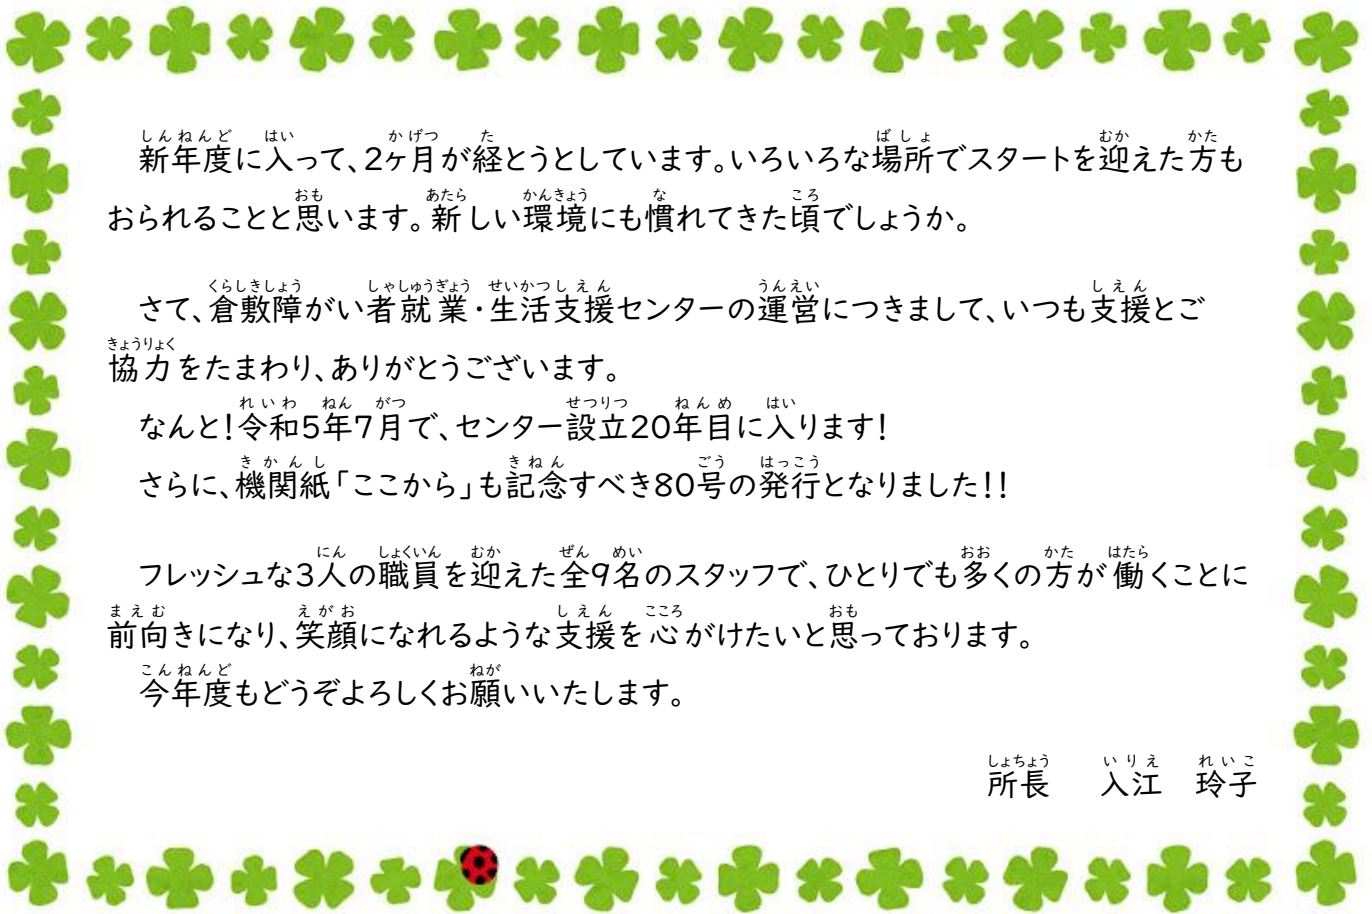 新年度に入って、2ヶ月が経とうとしています。いろいろな場所でスタートを迎えた方も
おられることと思います。新しい環境にも慣れてきた頃でしょうか。
さて、倉敷障がい者就業・生活支援センターの運営につきまして、いつも支援とご
協力をたまわり、ありがとうございます。
なんと！令和5年7月で、センター設立20年目に入ります！
さらに、機関紙「ここから」も記念すべき80号の発行となりました！！
フレッシュな3人の職員を迎えた全9名のスタッフで、ひとりでも多くの方が働くことに
前向きになり、笑顔になれるような支援を心がけたいと思っております。
今年度もどうぞよろしくお願いいたします。
所長　入江　玲子